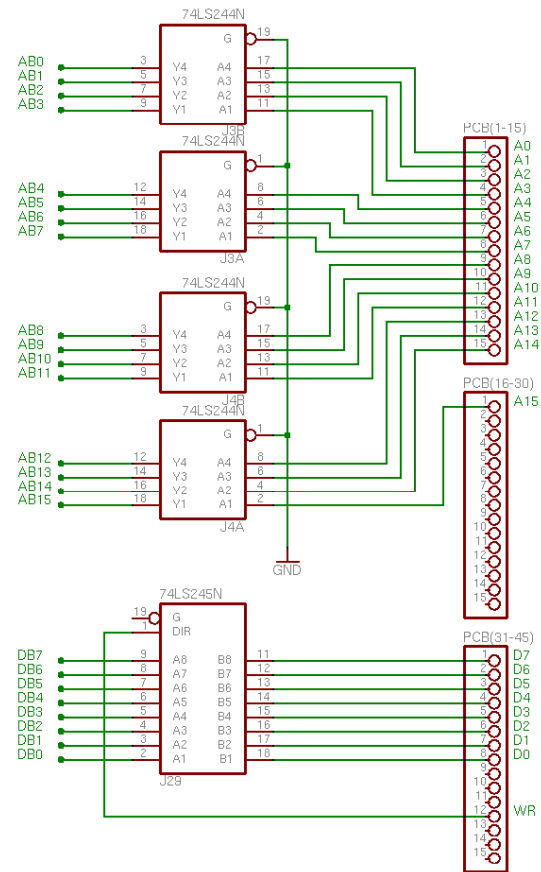 74LS244N
G 19
AB0 3 Y4 A4 17
AB1 5 Y3 A3 15
AB2 7 Y2 A2 13
AB3 9 Y1 A1 11
J3B
74LS244N
G 1
AB4 12 Y4 A4 8
AB5 14 Y3 A3 6
AB6 16 Y2 A2 4
AB7 18 Y1 A1 2
J3A
74LS244N
G 19
AB8 3 Y4 A4 17
AB9 5 Y3 A3 15
AB10 7 Y2 A2 13
AB11 9 Y1 A1 11
J4B
74LS244N
G 1
AB12 12 Y4 A4 8
AB13 14 Y3 A3 6
AB14 16 Y2 A2 4
AB15 18 Y1 A1 2
J4A
GND
PCB(1-15)
1 A0
2 A1
3 A2
4 A3
5 A4
6 A5
7 A6
8 A7
9 A8
10 A9
11 A10
12 A11
13 A12
14 A13
15 A14
PCB(16-30)
1 A15
2
3
4
5
6
7
8
9
10
11
12
13
14
15
74LS245N
19 G
1 DIR
DB7 9 A8 B8 11
DB6 8 A7 B7 12
DB5 7 A6 B6 13
DB4 6 A5 B5 14
DB3 5 A4 B4 15
DB2 4 A3 B3 16
DB1 3 A2 B2 17
DB0 2 A1 B1 18
J29
PCB(31-45)
1 D7
2 D6
3 D5
4 D4
5 D3
6 D2
7 D1
8 D0
9
10
11
12 WR
13
14
15